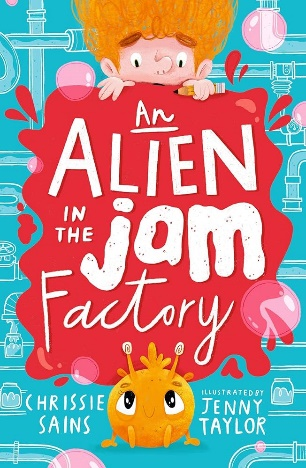 An
ALIEN
IN THE
jam
Factory
CHRISSIE
SAINS
ILLUSTRATED BY
JENNY
TAYLOR